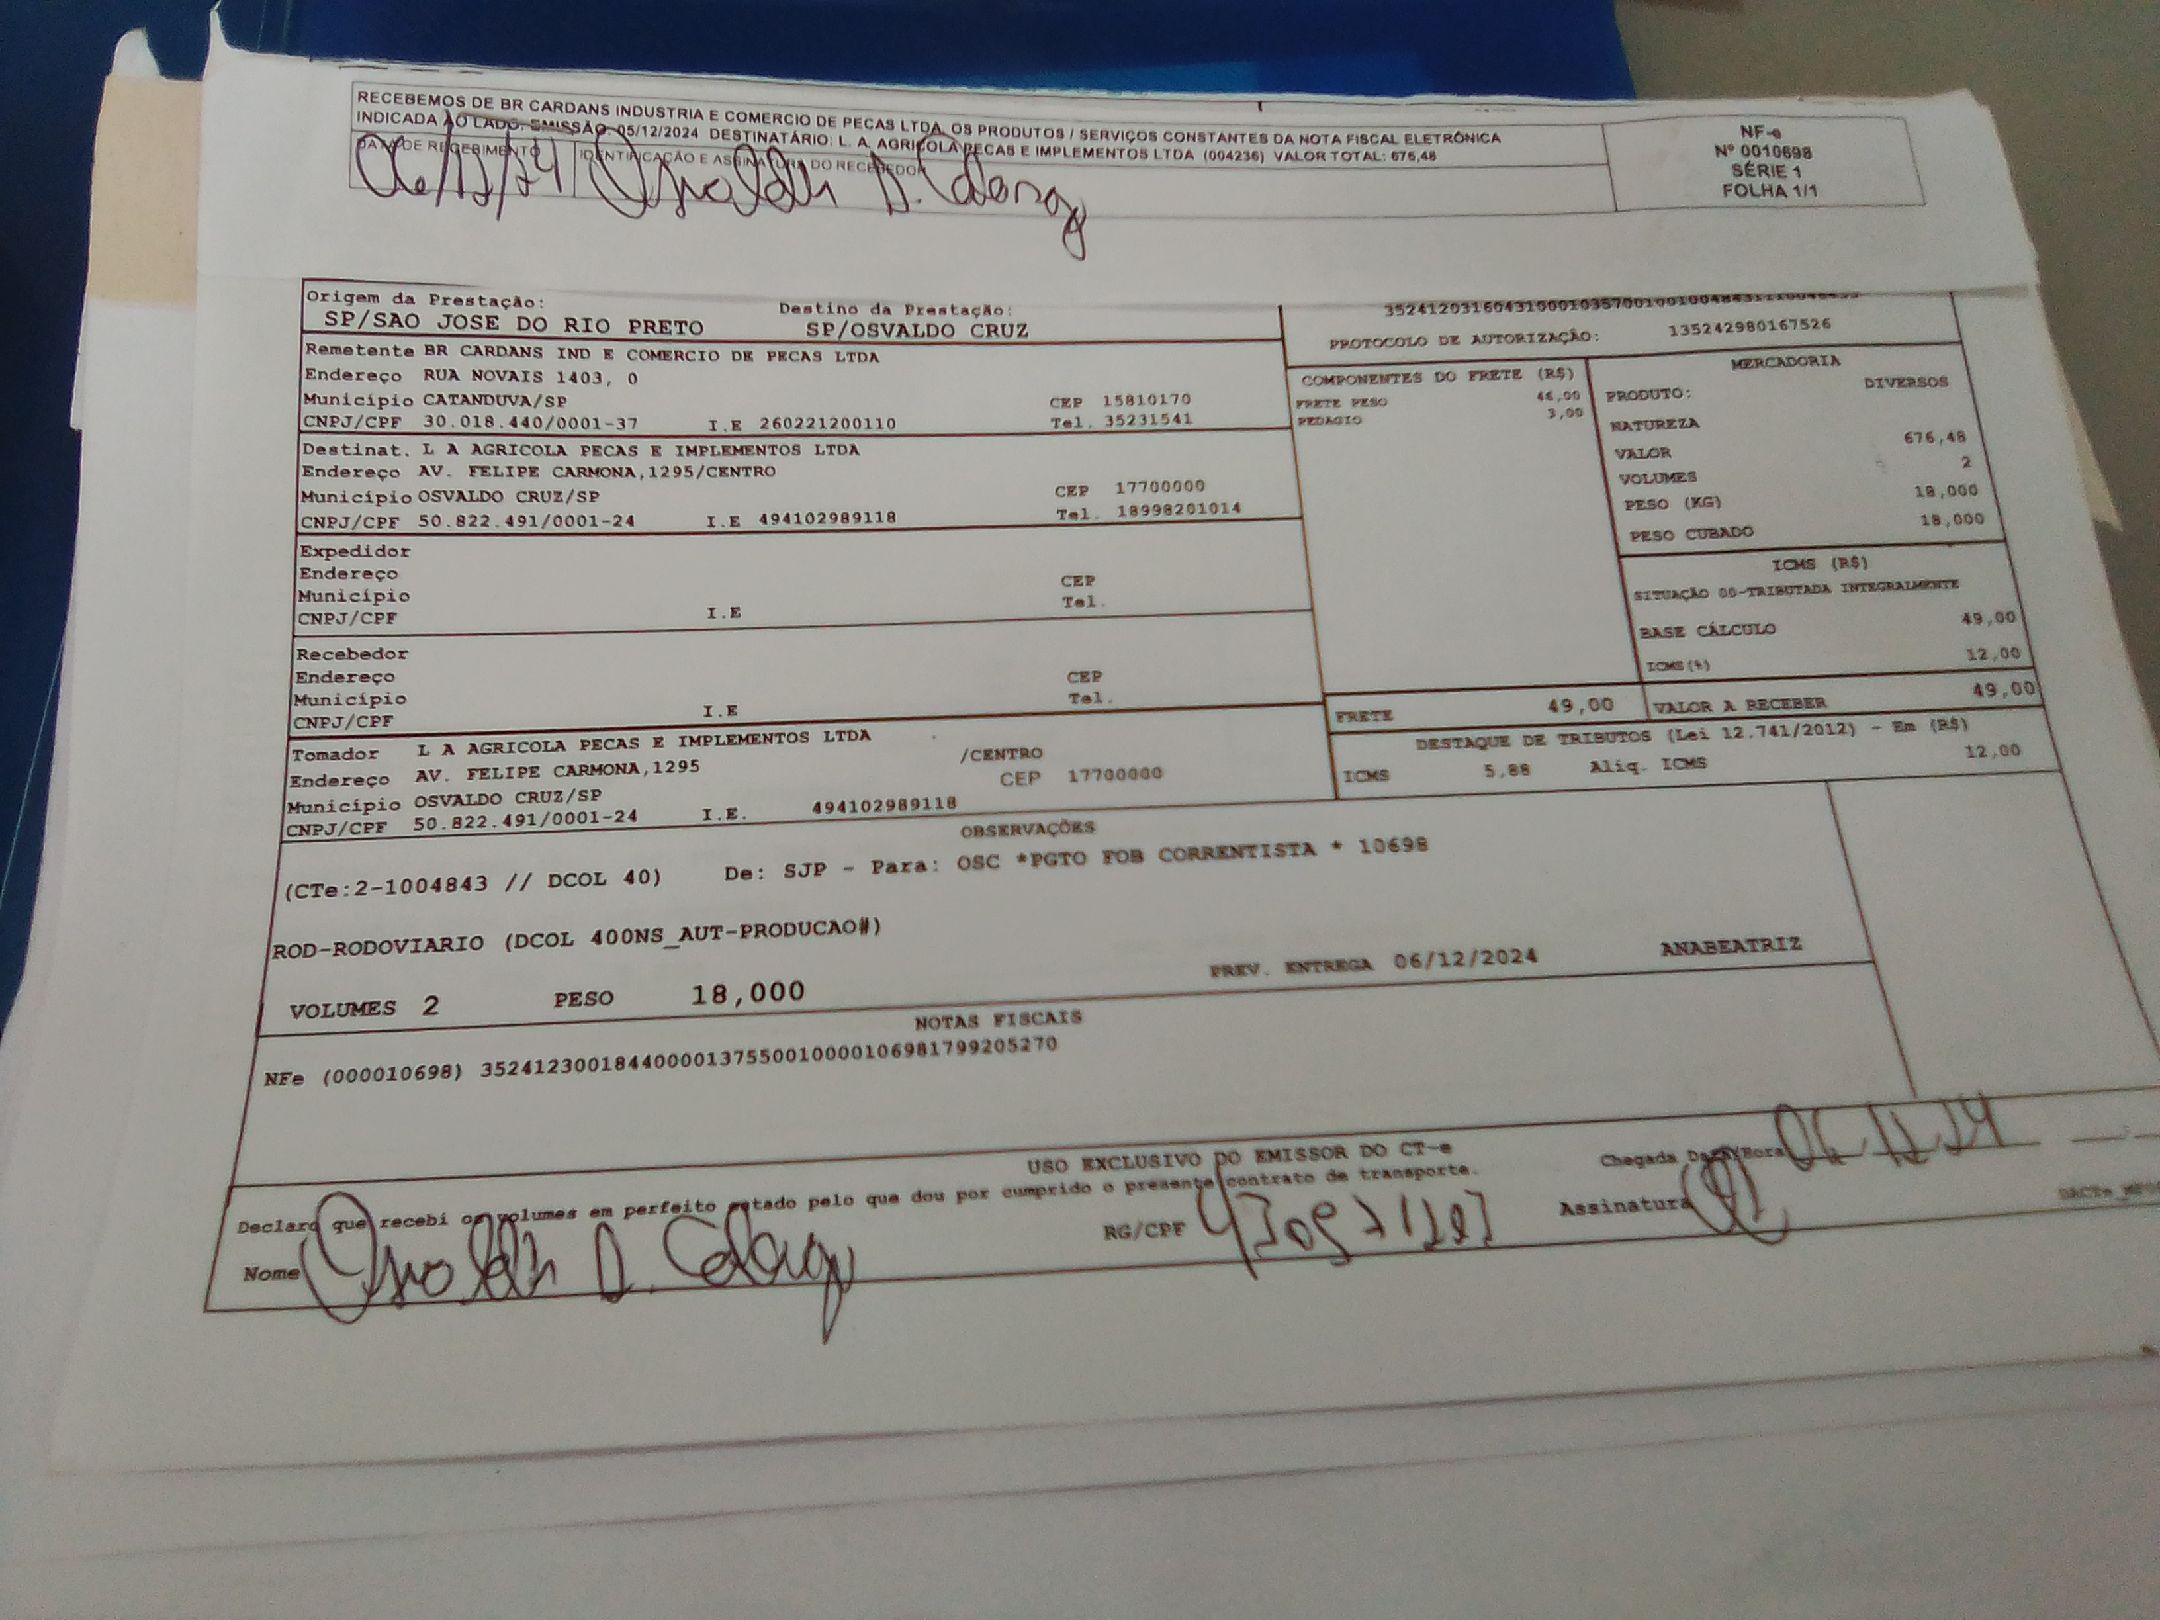 RECEBEMOS DE BR CARDANS INDUSTRIA E COMERCIO DE PECAS LTDA, OS PRODUTOS / SERVIÇOS CONSTANTES DA NOTA FISCAL ELETRÔNICA
INDICADA AO LADO. EMISSÃO: 05/12/2024 DESTINATÁRIO: L. A. AGRICOLA PECAS E IMPLEMENTOS LTDA (004236) VALOR TOTAL: 676,48
DATA DE RECEBIMENTO IDENTIFICAÇÃO E ASSINATURA DO RECEBEDOR
06/12/24
NF-e
Nº 0010698
SÉRIE 1
FOLHA 1/1
Origem da Prestação: Destino da Prestação:
SP/SAO JOSE DO RIO PRETO SP/OSVALDO CRUZ
PROTOCOLO DE AUTORIZAÇÃO: 135242980167526
Remetente BR CARDANS IND E COMERCIO DE PECAS LTDA
Endereço RUA NOVAIS 1403, 0
Município CATANDUVA/SP CEP 15810170
CNPJ/CPF 30.018.440/0001-37 I.E 260221200110 Tel. 35231541
Destinat. L A AGRICOLA PECAS E IMPLEMENTOS LTDA
Endereço AV. FELIPE CARMONA,1295/CENTRO
Município OSVALDO CRUZ/SP CEP 17700000
CNPJ/CPF 50.822.491/0001-24 I.E 494102989118 Tel. 18998201014
Expedidor
Endereço CEP
Município Tel.
CNPJ/CPF I.E
Recebedor
Endereço CEP
Município Tel.
CNPJ/CPF I.E
Tomador L A AGRICOLA PECAS E IMPLEMENTOS LTDA
Endereço AV. FELIPE CARMONA,1295 /CENTRO
Município OSVALDO CRUZ/SP CEP 17700000
CNPJ/CPF 50.822.491/0001-24 I.E. 494102989118
COMPONENTES DO FRETE (R$)
FRETE PESO 46,00
PEDAGIO 3,00
MERCADORIA
PRODUTO: DIVERSOS
NATUREZA
VALOR 676,48
VOLUMES 2
PESO (KG) 18,000
PESO CUBADO 18,000
ICMS (R$)
SITUAÇÃO 00-TRIBUTADA INTEGRALMENTE
BASE CÁLCULO 49,00
ICMS(%) 12,00
FRETE 49,00 VALOR A RECEBER 49,00
DESTAQUE DE TRIBUTOS (Lei 12.741/2012) - Em (R$)
ICMS 5,88 Aliq. ICMS 12,00
OBSERVAÇÕES
(CTe:2-1004843 // DCOL 40) De: SJP - Para: OSC *PGTO FOB CORRENTISTA * 10698
ROD-RODOVIARIO (DCOL 400NS_AUT-PRODUCAO#)
VOLUMES 2 PESO 18,000 PREV. ENTREGA 06/12/2024 ANABEATRIZ
NOTAS FISCAIS
NFe (000010698) 35241230018440000137550010000106981799205270
USO EXCLUSIVO DO EMISSOR DO CT-e
Declaro que recebi os volumes em perfeito estado pelo que dou por cumprido o presente contrato de transporte.
Chegada Data/Hora 06 12 24
Nome RG/CPF Assinatura